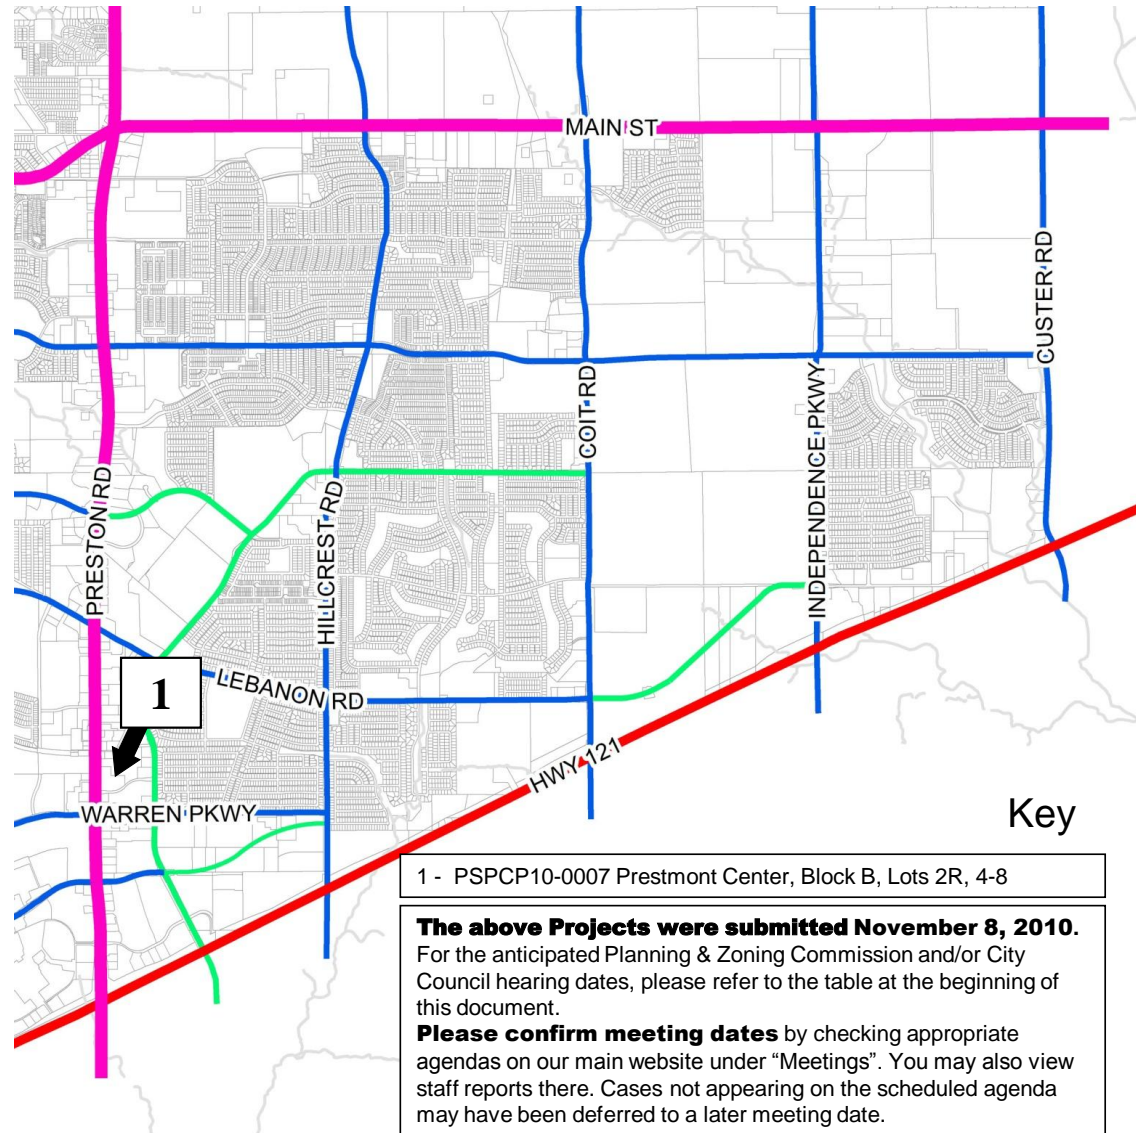 MAIN ST
CUSTER RD
COIT RD
INDEPENDENCE PKWY
PRESTON RD
HILLCREST RD
1
LEBANON RD
HWY 121
WARREN PKWY
Key
1 - PSPCP10-0007 Prestmont Center, Block B, Lots 2R, 4-8
The above Projects were submitted November 8, 2010.
For the anticipated Planning & Zoning Commission and/or City
Council hearing dates, please refer to the table at the beginning of
this document.
Please confirm meeting dates by checking appropriate
agendas on our main website under “Meetings”. You may also view
staff reports there. Cases not appearing on the scheduled agenda
may have been deferred to a later meeting date.